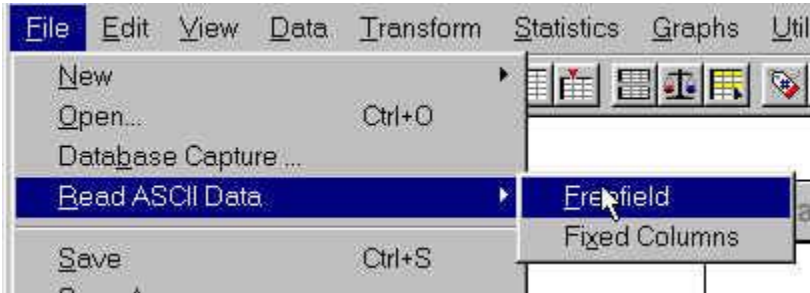 File Edit View Data Transform Statistics Graphs Util
New
Open... Ctrl+O
Database Capture ...
Read ASCII Data Freefield
Fixed Columns
Save Ctrl+S